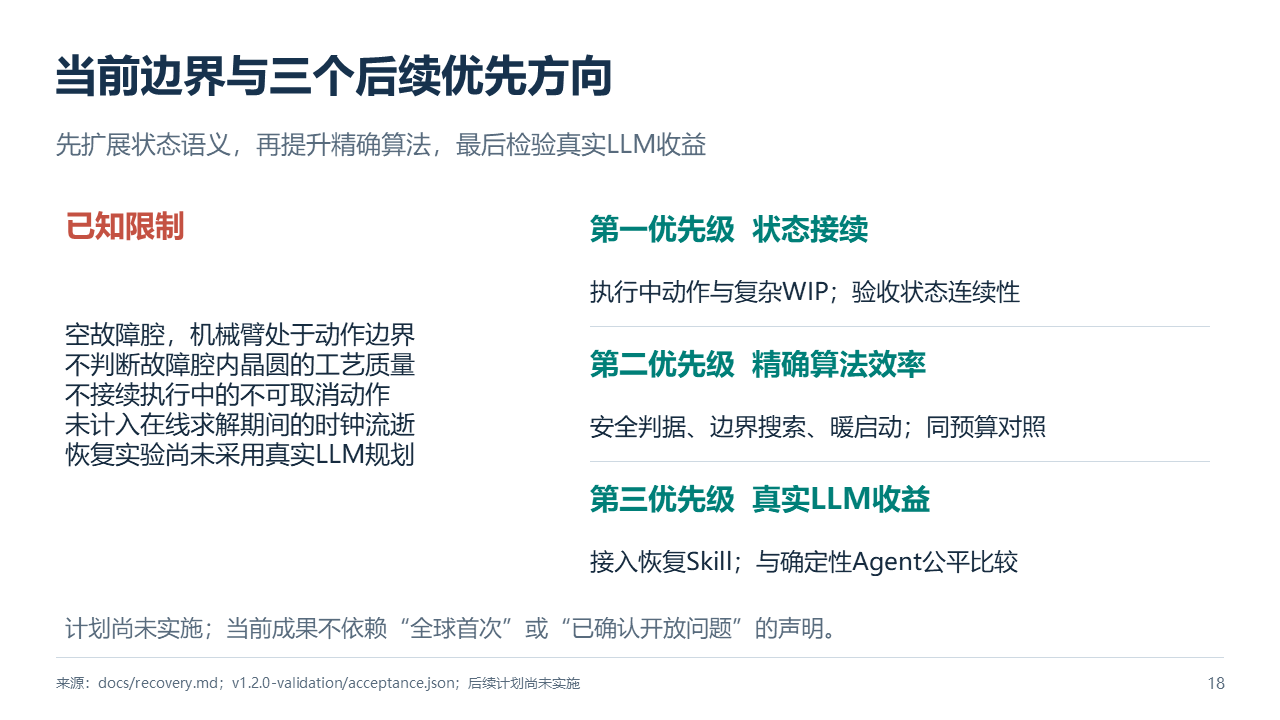 当前边界与三个后续优先方向
先扩展状态语义，再提升精确算法，最后检验真实LLM收益
已知限制
空故障腔，机械臂处于动作边界
不判断故障腔内晶圆的工艺质量
不接续执行中的不可取消动作
未计入在线求解期间的时钟流逝
恢复实验尚未采用真实LLM规划
第一优先级 状态接续
执行中动作与复杂WIP；验收状态连续性
第二优先级 精确算法效率
安全判据、边界搜索、暖启动；同预算对照
第三优先级 真实LLM收益
接入恢复Skill；与确定性Agent公平比较
计划尚未实施；当前成果不依赖“全球首次”或“已确认开放问题”的声明。
来源：docs/recovery.md；v1.2.0-validation/acceptance.json；后续计划尚未实施
18